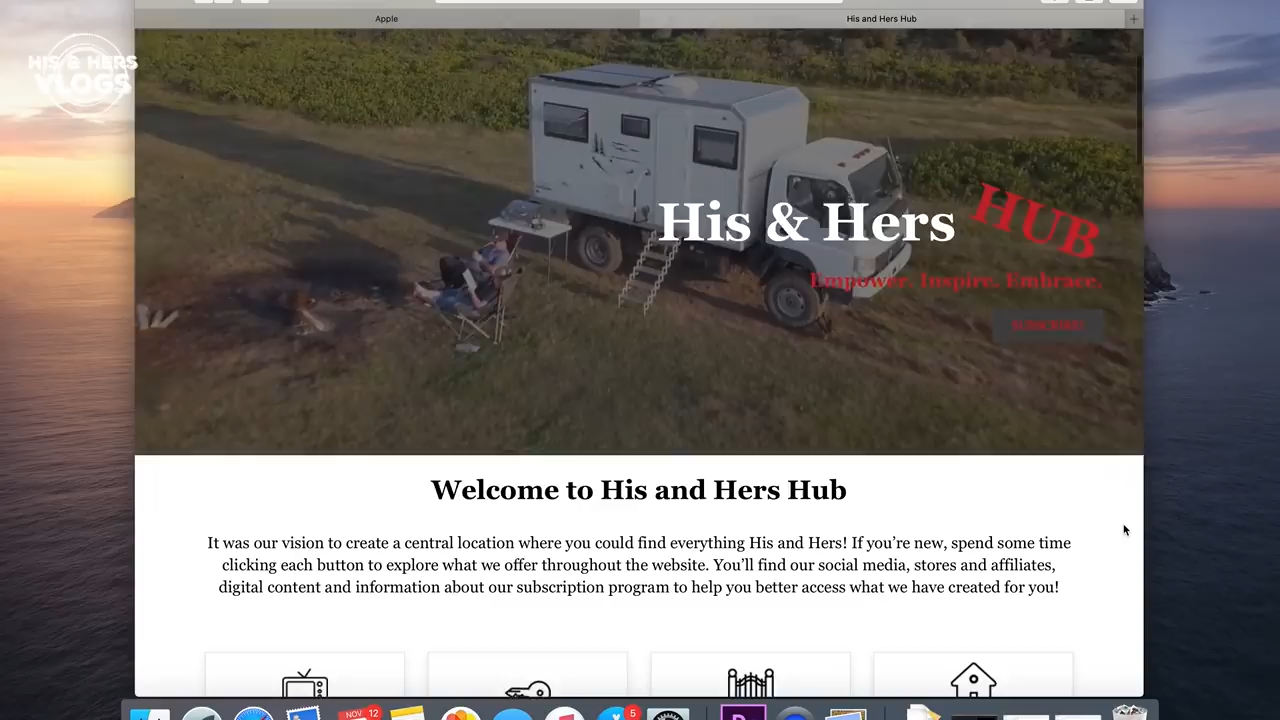 Apple
His and Hers Hub
HIS & HERS
VLOGS
His & Hers HUB
Empower. Inspire. Embrace.
SUBSCRIBE!
Welcome to His and Hers Hub
It was our vision to create a central location where you could find everything His and Hers! If you’re new, spend some time
clicking each button to explore what we offer throughout the website. You’ll find our social media, stores and affiliates,
digital content and information about our subscription program to help you better access what we have created for you!
NOV 12
5